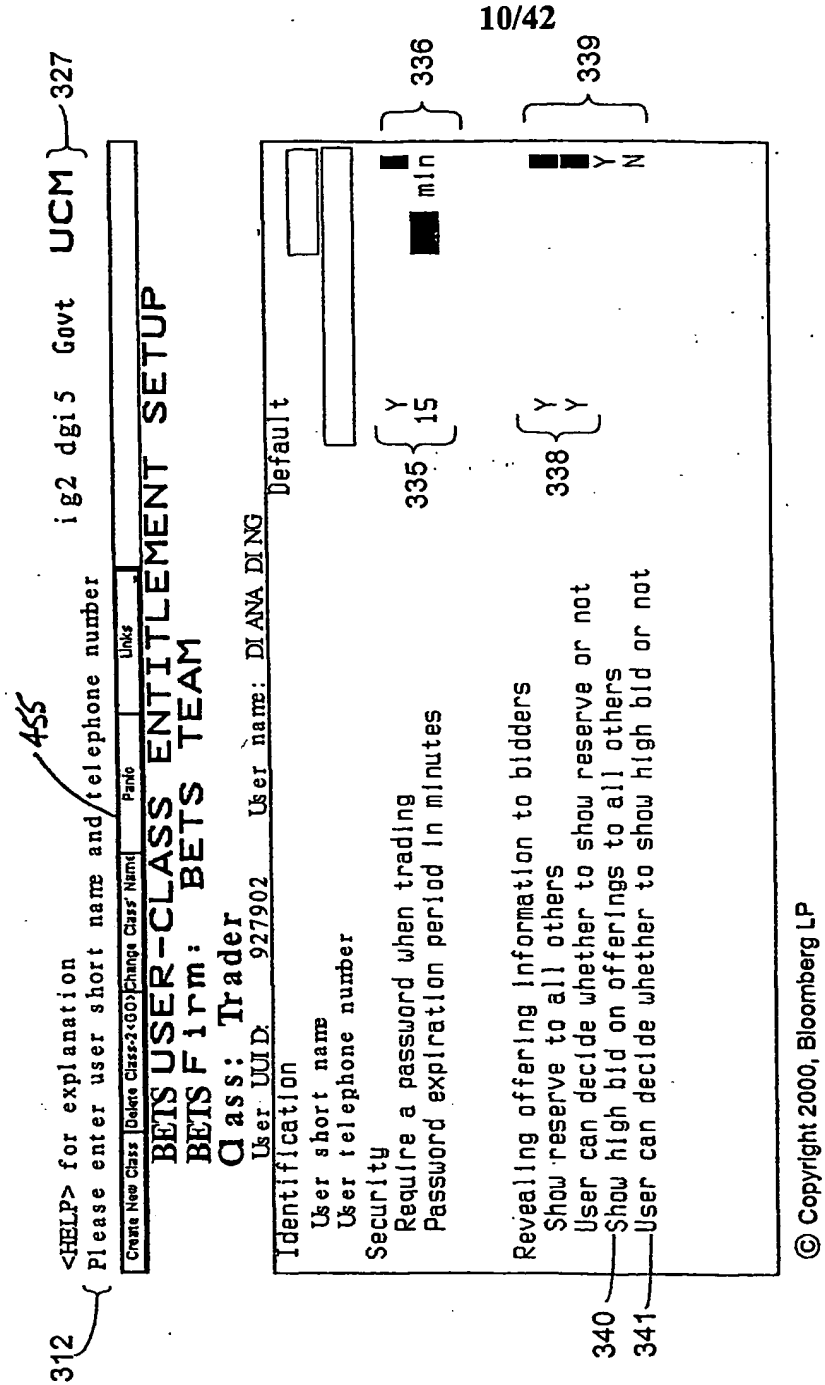 10/42
312
<HELP> for explanation
Please enter user short name and telephone number
ig2 dgi5 Govt UCM
327
455
Create New Class Delete Class-2<GO> Change Class' Name Panic Links
BETS USER-CLASS ENTITLEMENT SETUP
BETS Firm: BETS TEAM
Class: Trader
User UUID: 927902 User name: DIANA DING
Identification Default
User short name
User telephone number
Security
Require a password when trading Y
Password expiration period in minutes 15 min
335
336
Revealing offering information to bidders
Show reserve to all others Y
User can decide whether to show reserve or not Y
Show high bid on offerings to all others Y
User can decide whether to show high bid or not N
338
339
340
341
© Copyright 2000, Bloomberg LP